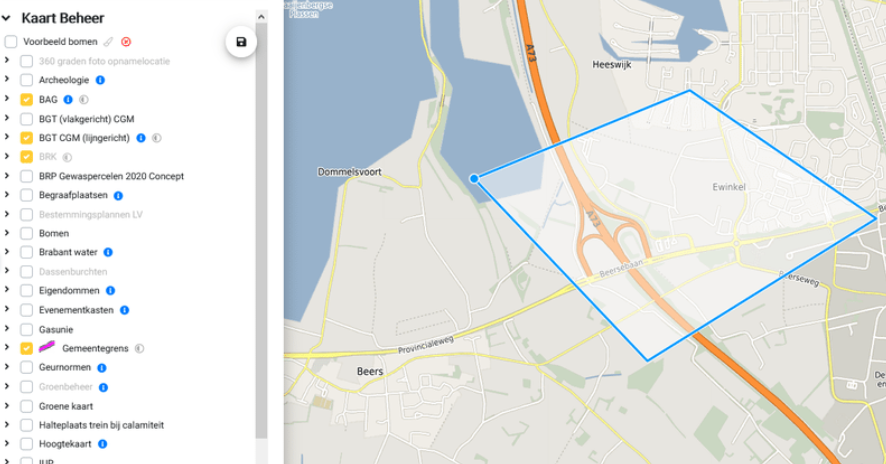 Kaart Beheer
Voorbeeld bomen
360 graden foto opnamelocatie
Archeologie
BAG
BGT (vlakgericht) CGM
BGT CGM (lijngericht)
BRK
BRP Gewaspercelen 2020 Concept
Begraafplaatsen
Bestemmingsplannen LV
Bomen
Brabant water
Dassenburchten
Eigendommen
Evenementkasten
Gasunie
Gemeentegrens
Geurnormen
Groenbeheer
Groene kaart
Halteplaats trein bij calamiteit
Hoogtekaart
Plassen
A73
Heeswijk
Dommelsvoort
Ewinkel
A73
Beersebaan
Beerseweg
Provincialeweg
Beers